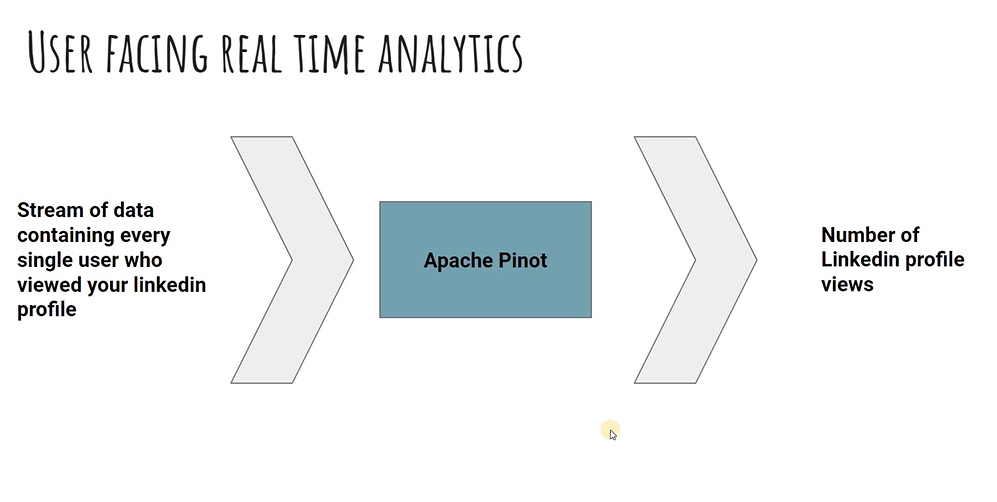 User facing real time analytics
Stream of data
containing every
single user who
viewed your linkedin
profile
Apache Pinot
Number of
Linkedin profile
views